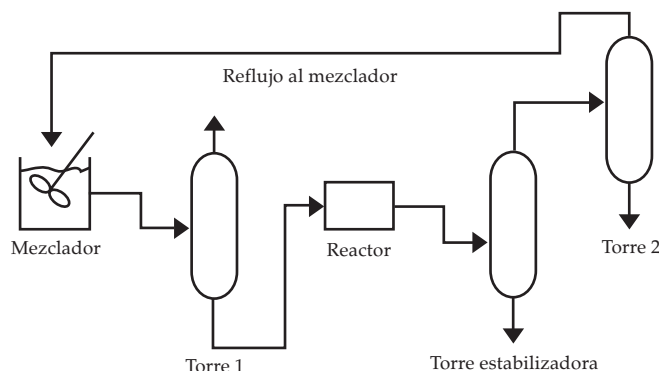 Reflujo al mezclador
Mezclador
Reactor
Torre 2
Torre 1
Torre estabilizadora